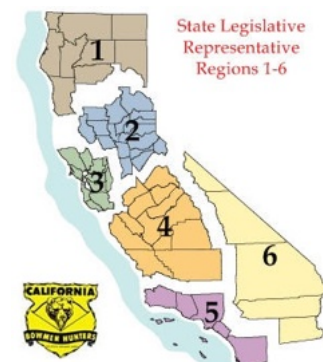 State Legislative
Representative
Regions 1-6
1
2
3
4
6
5
CALIFORNIA
BOWMEN HUNTERS